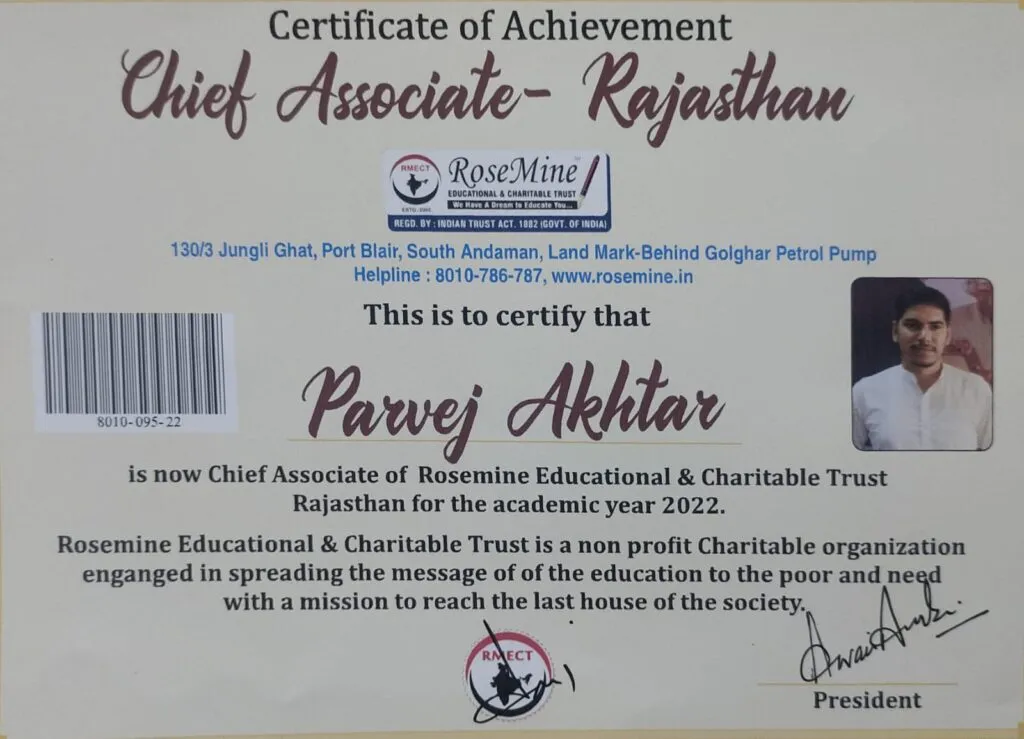 Certificate of Achievement
Chief Associate- Rajasthan
RMECT
ESTD-2005
RoseMine
EDUCATIONAL & CHARITABLE TRUST
We Have A Dream to Educate You...
REGD. BY : INDIAN TRUST ACT. 1882 (GOVT. OF INDIA)
130/3 Jungli Ghat, Port Blair, South Andaman, Land Mark-Behind Golghar Petrol Pump
Helpline : 8010-786-787, www.rosemine.in
This is to certify that
8010-095-22
Parvej Akhtar
is now Chief Associate of Rosemine Educational & Charitable Trust
Rajasthan for the academic year 2022.
Rosemine Educational & Charitable Trust is a non profit Charitable organization
enganged in spreading the message of of the education to the poor and need
with a mission to reach the last house of the society.
RMECT
President